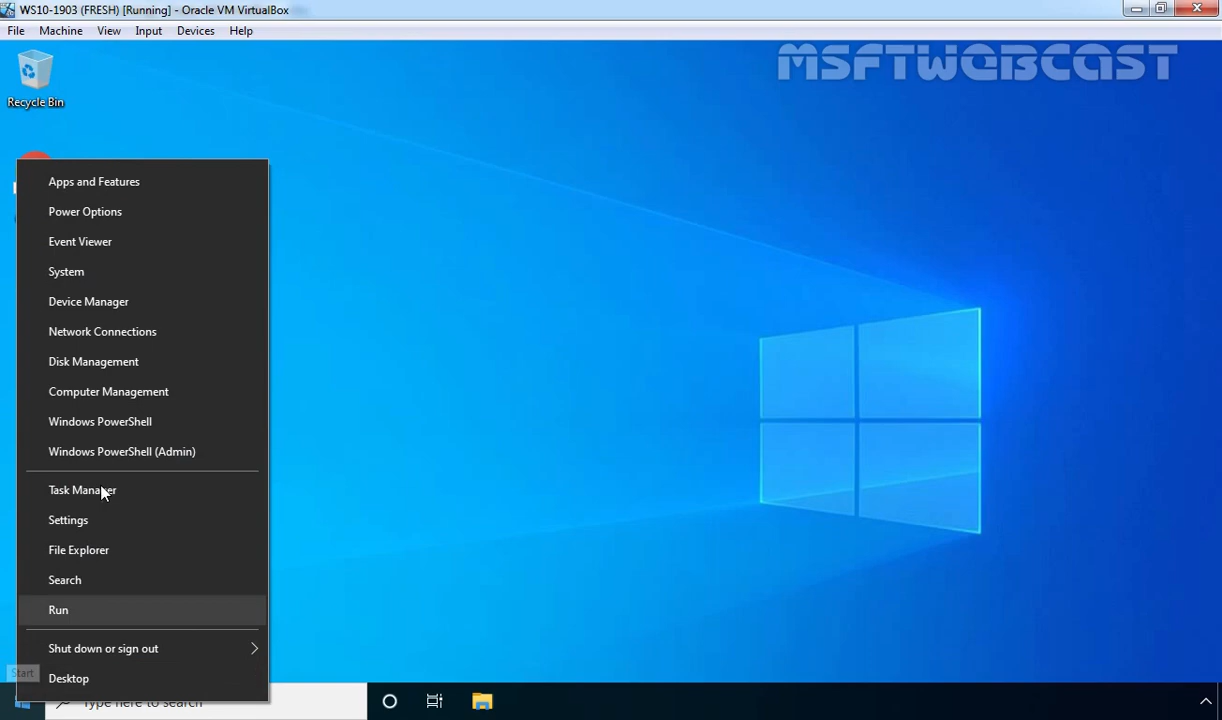 WS10-1903 (FRESH) [Running] - Oracle VM VirtualBox
File Machine View Input Devices Help
MSFTWEBCAST
Recycle Bin
Apps and Features
Power Options
Event Viewer
System
Device Manager
Network Connections
Disk Management
Computer Management
Windows PowerShell
Windows PowerShell (Admin)
Task Manager
Settings
File Explorer
Search
Run
Shut down or sign out
Start
Desktop
Type here to search